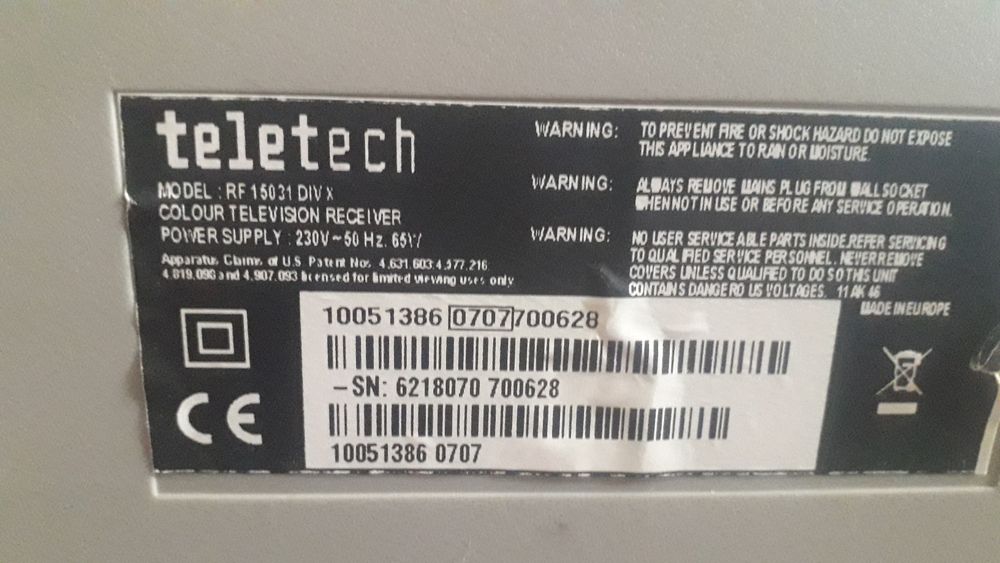 teletech
MODEL : RF 15031 DIV X
COLOUR TELEVISION RECEIVER
POWER SUPPLY : 230V~50 Hz. 65W
Apparatus Claims of U.S. Patent Nos. 4.631.603:4.577.216
4.819.098 and 4.907.093 licensed for limited viewing uses only
WARNING: TO PREVENT FIRE OR SHOCK HAZARD DO NOT EXPOSE
THIS APPLIANCE TO RAIN OR MOISTURE.
WARNING: ALWAYS REMOVE MAINS PLUG FROM WALL SOCKET
WHEN NOT IN USE OR BEFORE ANY SERVICE OPERATION.
WARNING: NO USER SERVICEABLE PARTS INSIDE.REFER SERVICING
TO QUALIFIED SERVICE PERSONNEL. NEVER REMOVE
COVERS UNLESS QUALIFIED TO DO SO THIS UNIT
CONTAINS DANGEROUS VOLTAGES. 11 AK 46
MADE IN EUROPE
10051386 0707 700628
-SN: 6218070 700628
10051386 0707
CE